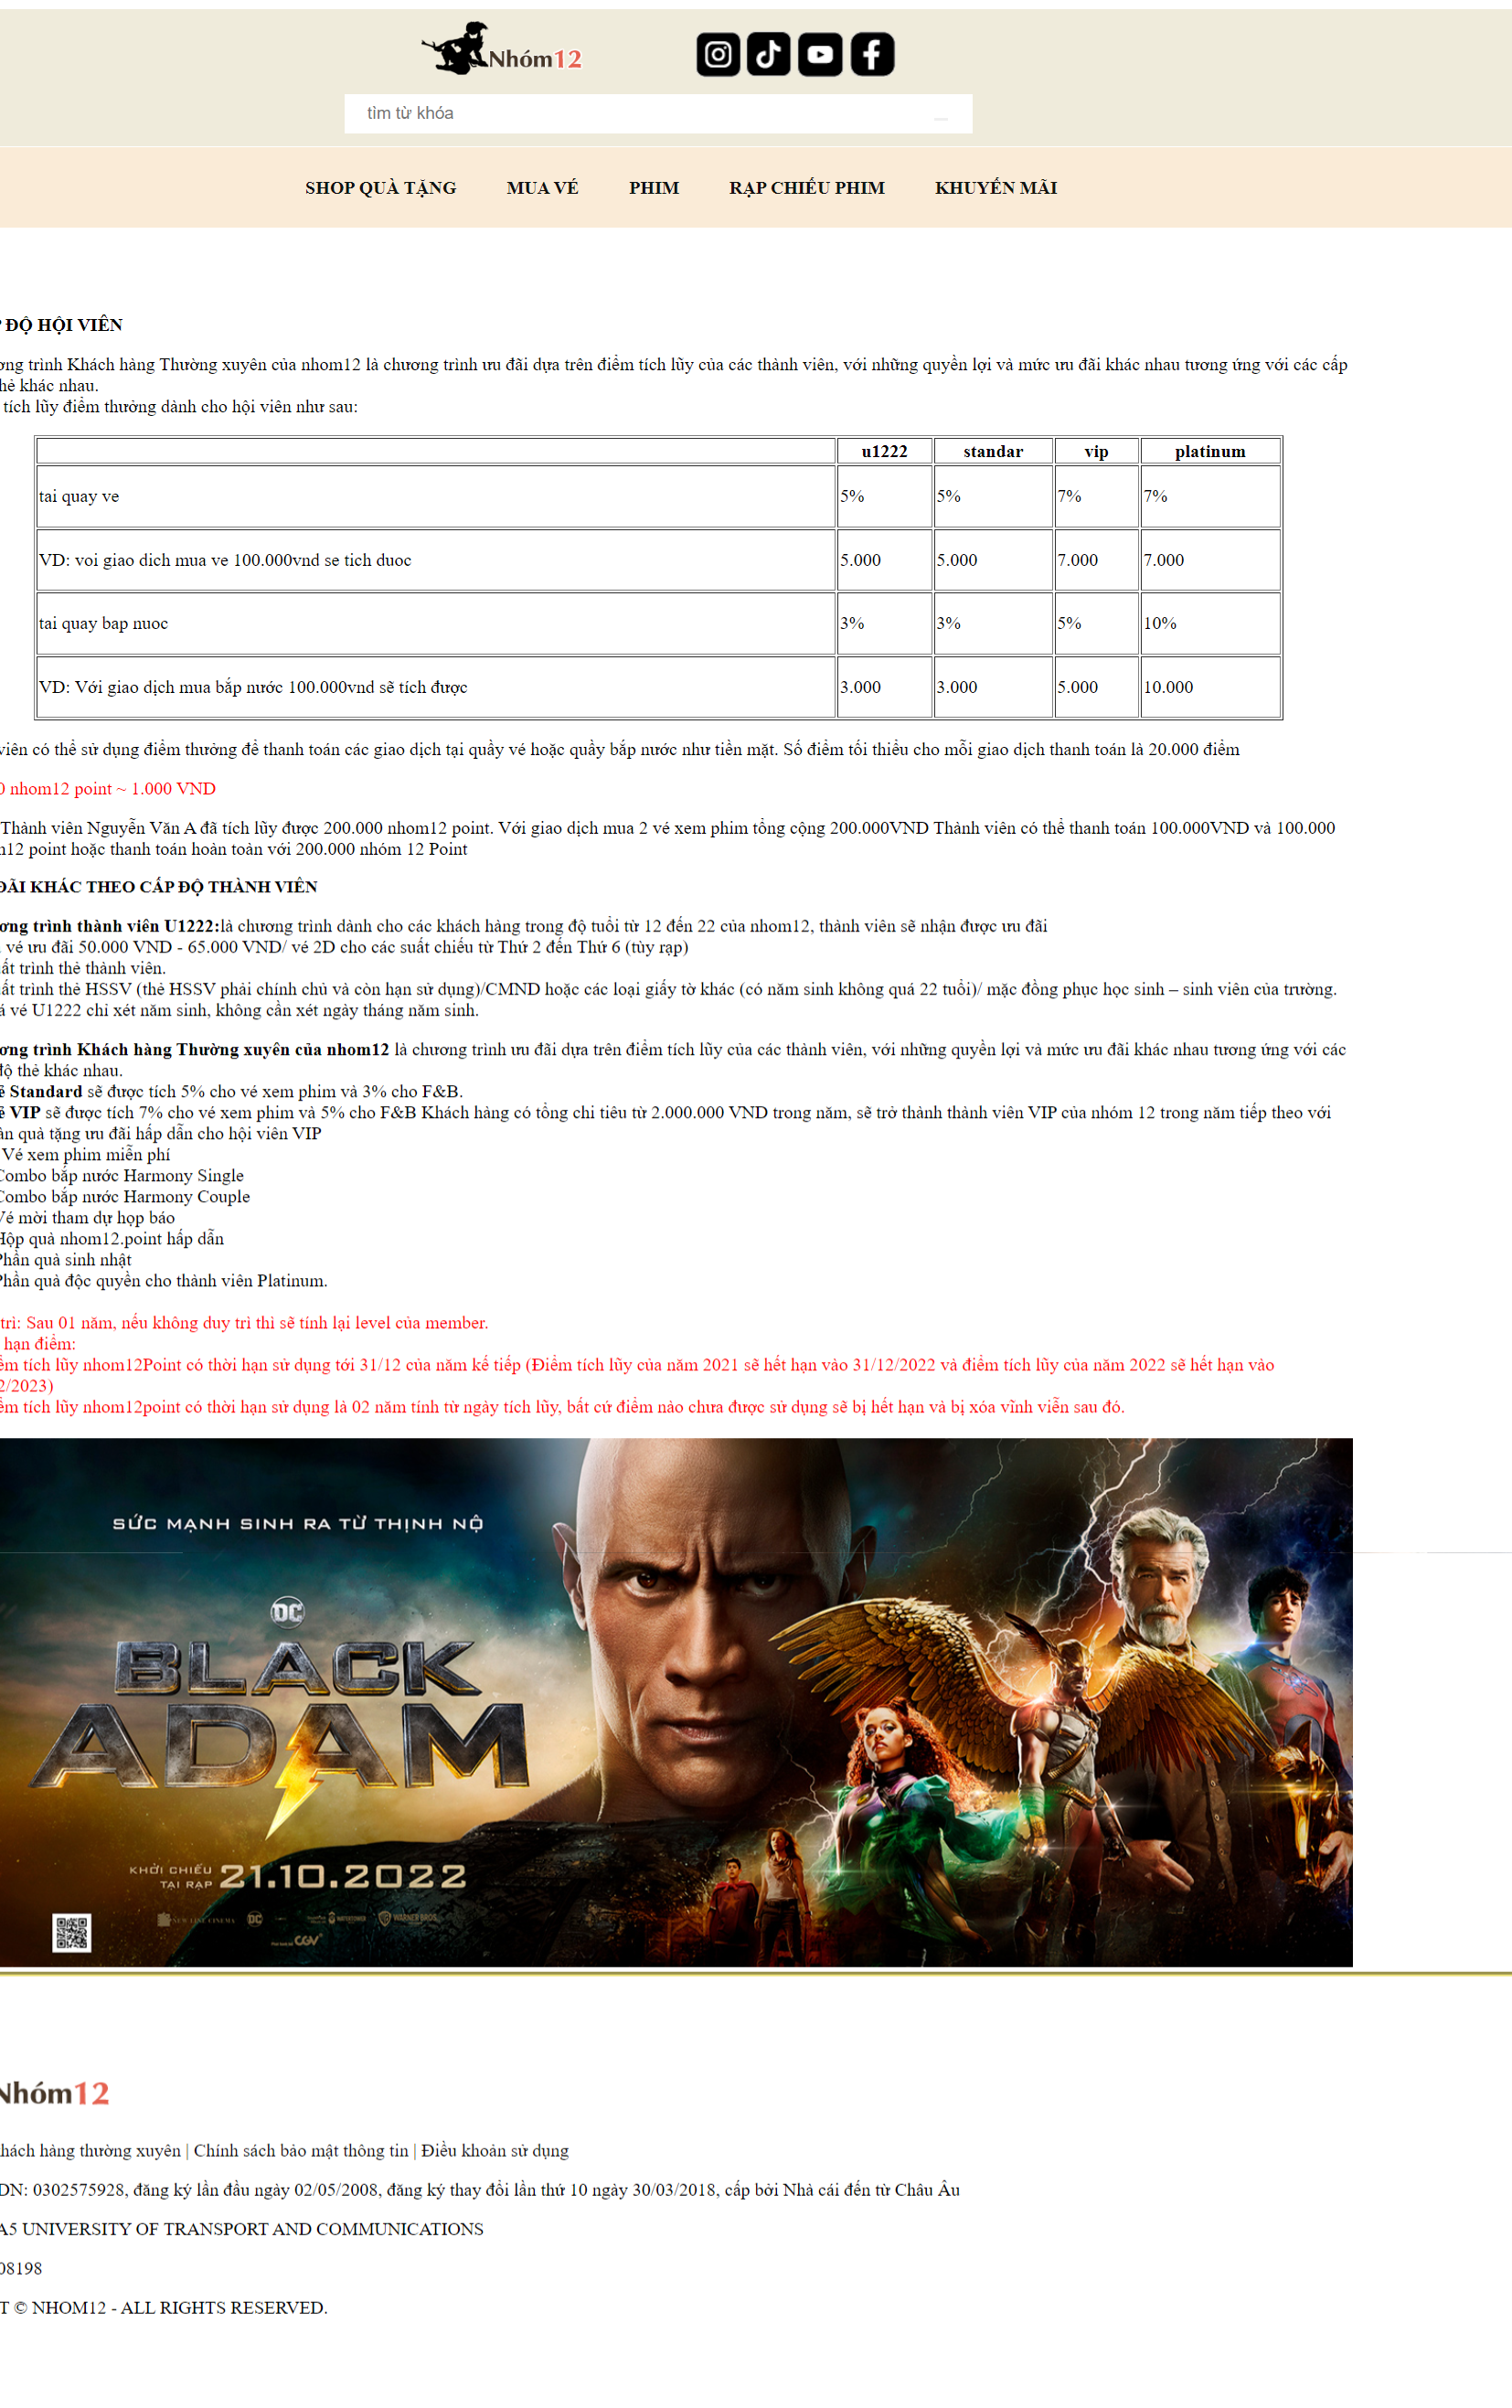 Nhóm12
tìm từ khóa
SHOP QUÀ TẶNG MUA VÉ PHIM RẠP CHIẾU PHIM KHUYẾN MÃI
ĐỘ HỘI VIÊN
ơng trình Khách hàng Thường xuyên của nhom12 là chương trình ưu đãi dựa trên điểm tích lũy của các thành viên, với những quyền lợi và mức ưu đãi khác nhau tương ứng với các cấp
hẻ khác nhau.
tích lũy điểm thưởng dành cho hội viên như sau:
u1222 standar vip platinum
tai quay ve 5% 5% 7% 7%
VD: voi giao dich mua ve 100.000vnd se tich duoc 5.000 5.000 7.000 7.000
tai quay bap nuoc 3% 3% 5% 10%
VD: Với giao dịch mua bắp nước 100.000vnd sẽ tích được 3.000 3.000 5.000 10.000
viên có thể sử dụng điểm thưởng để thanh toán các giao dịch tại quầy vé hoặc quầy bắp nước như tiền mặt. Số điểm tối thiểu cho mỗi giao dịch thanh toán là 20.000 điểm
0 nhom12 point ~ 1.000 VND
Thành viên Nguyễn Văn A đã tích lũy được 200.000 nhom12 point. Với giao dịch mua 2 vé xem phim tổng cộng 200.000VND Thành viên có thể thanh toán 100.000VND và 100.000
m12 point hoặc thanh toán hoàn toàn với 200.000 nhóm 12 Point
ĐÃI KHÁC THEO CẤP ĐỘ THÀNH VIÊN
ơng trình thành viên U1222:là chương trình dành cho các khách hàng trong độ tuổi từ 12 đến 22 của nhom12, thành viên sẽ nhận được ưu đãi
vé ưu đãi 50.000 VND - 65.000 VND/ vé 2D cho các suất chiếu từ Thứ 2 đến Thứ 6 (tùy rạp)
ất trình thẻ thành viên.
ất trình thẻ HSSV (thẻ HSSV phải chính chủ và còn hạn sử dụng)/CMND hoặc các loại giấy tờ khác (có năm sinh không quá 22 tuổi)/ mặc đồng phục học sinh – sinh viên của trường.
á vé U1222 chỉ xét năm sinh, không cần xét ngày tháng năm sinh.
ơng trình Khách hàng Thường xuyên của nhom12 là chương trình ưu đãi dựa trên điểm tích lũy của các thành viên, với những quyền lợi và mức ưu đãi khác nhau tương ứng với các
độ thẻ khác nhau.
ẻ Standard sẽ được tích 5% cho vé xem phim và 3% cho F&B.
ẻ VIP sẽ được tích 7% cho vé xem phim và 5% cho F&B Khách hàng có tổng chi tiêu từ 2.000.000 VND trong năm, sẽ trở thành thành viên VIP của nhóm 12 trong năm tiếp theo với
àn quà tặng ưu đãi hấp dẫn cho hội viên VIP
Vé xem phim miễn phí
Combo bắp nước Harmony Single
Combo bắp nước Harmony Couple
Vé mời tham dự họp báo
Hộp quà nhom12.point hấp dẫn
Phần quà sinh nhật
Phần quà độc quyền cho thành viên Platinum.
trì: Sau 01 năm, nếu không duy trì thì sẽ tính lại level của member.
hạn điểm:
ểm tích lũy nhom12Point có thời hạn sử dụng tới 31/12 của năm kế tiếp (Điểm tích lũy của năm 2021 sẽ hết hạn vào 31/12/2022 và điểm tích lũy của năm 2022 sẽ hết hạn vào
2/2023)
ểm tích lũy nhom12point có thời hạn sử dụng là 02 năm tính từ ngày tích lũy, bất cứ điểm nào chưa được sử dụng sẽ bị hết hạn và bị xóa vĩnh viễn sau đó.
SỨC MẠNH SINH RA TỪ THỊNH NỘ
DC
BLACK
ADAM
KHỞI CHIẾU
TẠI RẠP 21.10.2022
NEW LINE CINEMA DC WARNER BROS.
CGV
Nhóm12
hách hàng thường xuyên | Chính sách bảo mật thông tin | Điều khoản sử dụng
DN: 0302575928, đăng ký lần đầu ngày 02/05/2008, đăng ký thay đổi lần thứ 10 ngày 30/03/2018, cấp bởi Nhà cái đến từ Châu Âu
A5 UNIVERSITY OF TRANSPORT AND COMMUNICATIONS
08198
T © NHOM12 - ALL RIGHTS RESERVED.